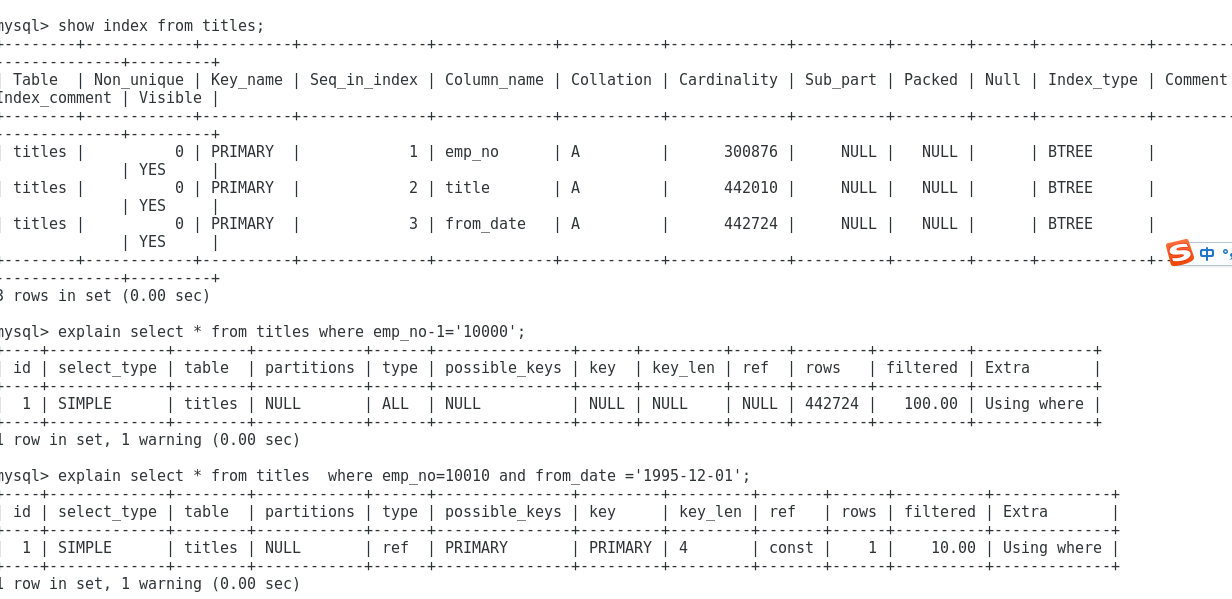 mysql> show index from titles;
+--------+------------+----------+--------------+-------------+-----------+-------------+----------+--------+------+------------+---------
--------------+---------+
| Table  | Non_unique | Key_name | Seq_in_index | Column_name | Collation | Cardinality | Sub_part | Packed | Null | Index_type | Comment
Index_comment | Visible |
+--------+------------+----------+--------------+-------------+-----------+-------------+----------+--------+------+------------+---------
--------------+---------+
| titles |          0 | PRIMARY  |            1 | emp_no      | A         |      300876 |     NULL |   NULL |      | BTREE      |
              | YES     |
| titles |          0 | PRIMARY  |            2 | title       | A         |      442010 |     NULL |   NULL |      | BTREE      |
              | YES     |
| titles |          0 | PRIMARY  |            3 | from_date   | A         |      442724 |     NULL |   NULL |      | BTREE      |
              | YES     |
+--------+------------+----------+--------------+-------------+-----------+-------------+----------+--------+------+------------+---------
中
--------------+---------+
3 rows in set (0.00 sec)
mysql> explain select * from titles where emp_no-1='10000';
+----+-------------+--------+------------+------+---------------+------+---------+------+--------+----------+-------------+
| id | select_type | table  | partitions | type | possible_keys | key  | key_len | ref  | rows   | filtered | Extra       |
+----+-------------+--------+------------+------+---------------+------+---------+------+--------+----------+-------------+
|  1 | SIMPLE      | titles | NULL       | ALL  | NULL          | NULL | NULL    | NULL | 442724 |   100.00 | Using where |
+----+-------------+--------+------------+------+---------------+------+---------+------+--------+----------+-------------+
1 row in set, 1 warning (0.00 sec)
mysql> explain select * from titles  where emp_no=10010 and from_date ='1995-12-01';
+----+-------------+--------+------------+------+---------------+---------+---------+-------+------+----------+-------------+
| id | select_type | table  | partitions | type | possible_keys | key     | key_len | ref   | rows | filtered | Extra       |
+----+-------------+--------+------------+------+---------------+---------+---------+-------+------+----------+-------------+
|  1 | SIMPLE      | titles | NULL       | ref  | PRIMARY       | PRIMARY | 4       | const |    1 |    10.00 | Using where |
+----+-------------+--------+------------+------+---------------+---------+---------+-------+------+----------+-------------+
1 row in set, 1 warning (0.00 sec)